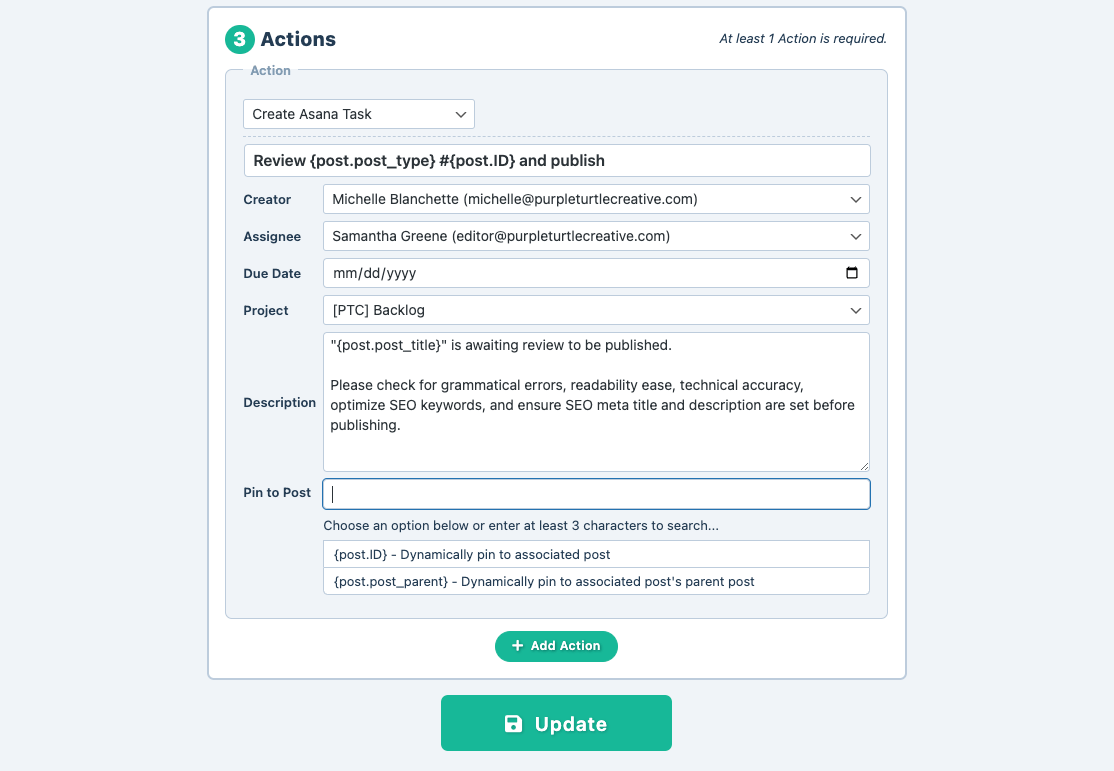 3 Actions
At least 1 Action is required.
Action
Create Asana Task
Review {post.post_type} #{post.ID} and publish
Creator
Michelle Blanchette (michelle@purpleturtlecreative.com)
Assignee
Samantha Greene (editor@purpleturtlecreative.com)
Due Date
mm/dd/yyyy
Project
[PTC] Backlog
Description
"{post.post_title}" is awaiting review to be published.
Please check for grammatical errors, readability ease, technical accuracy,
optimize SEO keywords, and ensure SEO meta title and description are set before
publishing.
Pin to Post
Choose an option below or enter at least 3 characters to search...
{post.ID} - Dynamically pin to associated post
{post.post_parent} - Dynamically pin to associated post's parent post
+ Add Action
Update